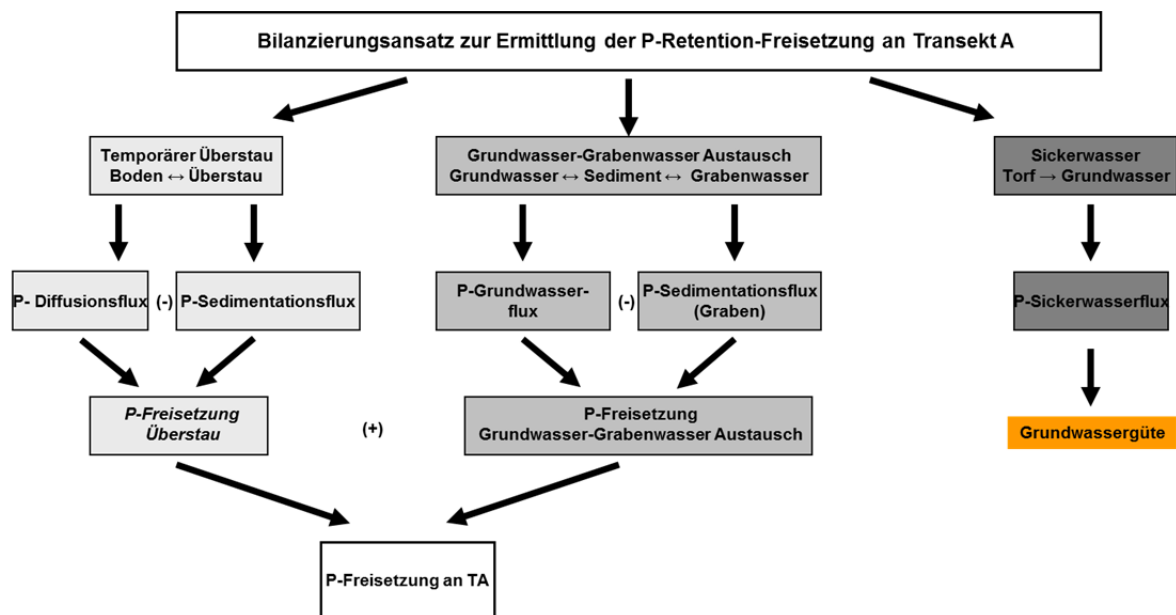 Bilanzierungsansatz zur Ermittlung der P-Retention-Freisetzung an Transekt A
Temporärer Überstau
Boden ↔ Überstau
Grundwasser-Grabenwasser Austausch
Grundwasser ↔ Sediment ↔ Grabenwasser
Sickerwasser
Torf → Grundwasser
P- Diffusionsflux
(-)
P-Sedimentationsflux
P-Grundwasser-
flux
(-)
P-Sedimentationsflux
(Graben)
P-Sickerwasserflux
P-Freisetzung
Überstau
(+)
P-Freisetzung
Grundwasser-Grabenwasser Austausch
Grundwassergüte
P-Freisetzung an TA